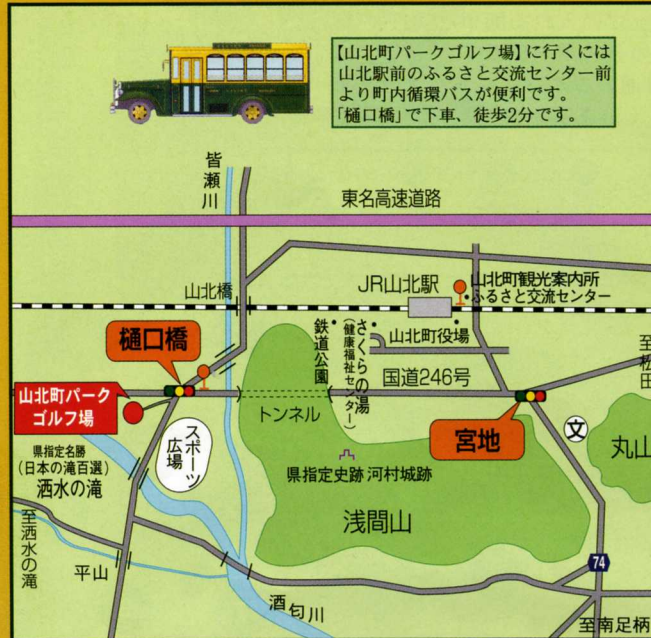 【山北町パークゴルフ場】に行くには
山北駅前のふるさと交流センター前
より町内循環バスが便利です。
「樋口橋」で下車、徒歩2分です。
皆瀬川
東名高速道路
山北橋
JR山北駅
山北町観光案内所
ふるさと交流センター
樋口橋
鉄道公園
さくらの湯
(健康福祉センター)
山北町役場
至松田
国道246号
山北町パーク
ゴルフ場
トンネル
宮地
文
スポーツ
広場
県指定名勝
(日本の滝百選)
洒水の滝
県指定史跡 河村城跡
丸山
浅間山
至洒水の滝
平山
74
酒匂川
至南足柄